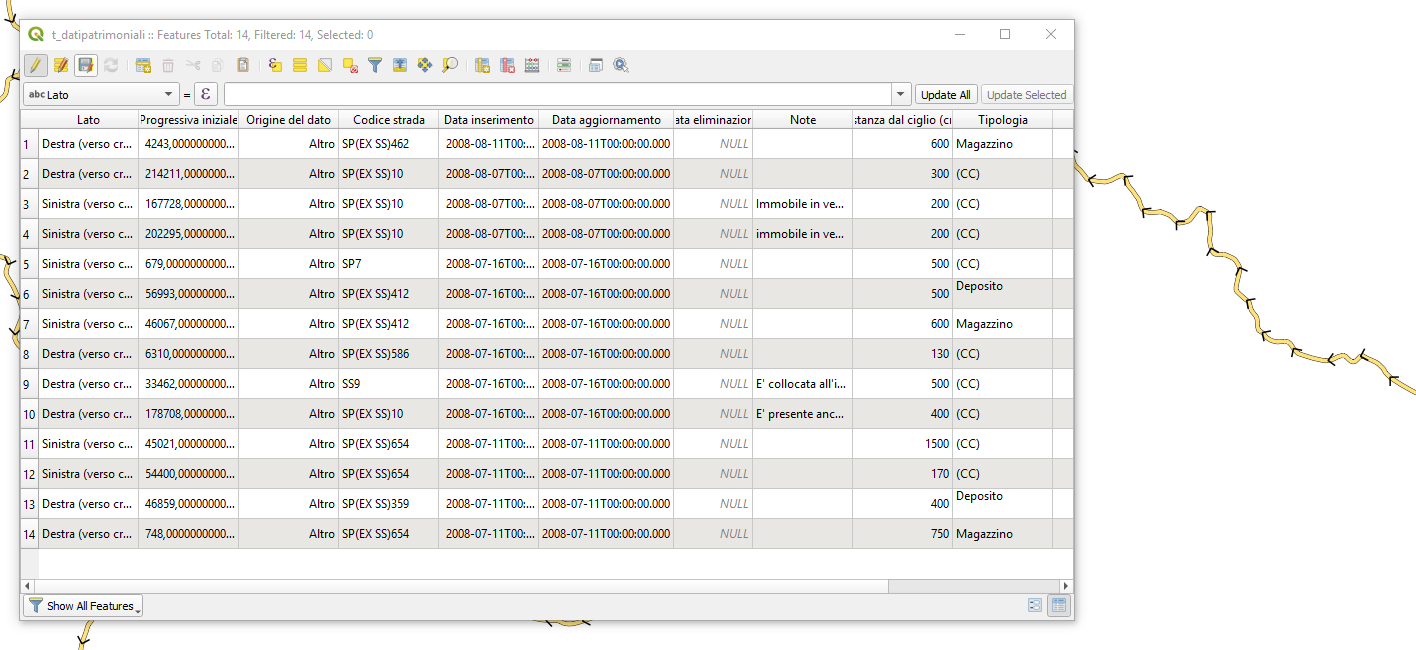 t_datipatrimoniali :: Features Total: 14, Filtered: 14, Selected: 0
abc Lato = ε Update All Update Selected
Lato Progressiva iniziale Origine del dato Codice strada Data inserimento Data aggiornamento ata eliminazior Note stanza dal ciglio (cr Tipologia
1 Destra (verso cr... 4243,000000000... Altro SP(EX SS)462 2008-08-11T00:... 2008-08-11T00:00:00.000 NULL 600 Magazzino
2 Destra (verso cr... 214211,0000000... Altro SP(EX SS)10 2008-08-07T00:... 2008-08-07T00:00:00.000 NULL 300 (CC)
3 Sinistra (verso c... 167728,0000000... Altro SP(EX SS)10 2008-08-07T00:... 2008-08-07T00:00:00.000 NULL Immobile in ve... 200 (CC)
4 Sinistra (verso c... 202295,0000000... Altro SP(EX SS)10 2008-08-07T00:... 2008-08-07T00:00:00.000 NULL immobile in ve... 200 (CC)
5 Sinistra (verso c... 679,0000000000... Altro SP7 2008-07-16T00:... 2008-07-16T00:00:00.000 NULL 500 (CC)
6 Sinistra (verso c... 56993,00000000... Altro SP(EX SS)412 2008-07-16T00:... 2008-07-16T00:00:00.000 NULL 500 Deposito
7 Sinistra (verso c... 46067,00000000... Altro SP(EX SS)412 2008-07-16T00:... 2008-07-16T00:00:00.000 NULL 600 Magazzino
8 Destra (verso cr... 6310,000000000... Altro SP(EX SS)586 2008-07-16T00:... 2008-07-16T00:00:00.000 NULL 130 (CC)
9 Destra (verso cr... 33462,00000000... Altro SS9 2008-07-16T00:... 2008-07-16T00:00:00.000 NULL E' collocata all'i... 500 (CC)
10 Destra (verso cr... 178708,0000000... Altro SP(EX SS)10 2008-07-16T00:... 2008-07-16T00:00:00.000 NULL E' presente anc... 400 (CC)
11 Sinistra (verso c... 45021,00000000... Altro SP(EX SS)654 2008-07-11T00:... 2008-07-11T00:00:00.000 NULL 1500 (CC)
12 Sinistra (verso c... 54400,00000000... Altro SP(EX SS)654 2008-07-11T00:... 2008-07-11T00:00:00.000 NULL 170 (CC)
13 Destra (verso cr... 46859,00000000... Altro SP(EX SS)359 2008-07-11T00:... 2008-07-11T00:00:00.000 NULL 400 Deposito
14 Destra (verso cr... 748,0000000000... Altro SP(EX SS)654 2008-07-11T00:... 2008-07-11T00:00:00.000 NULL 750 Magazzino
Show All Features